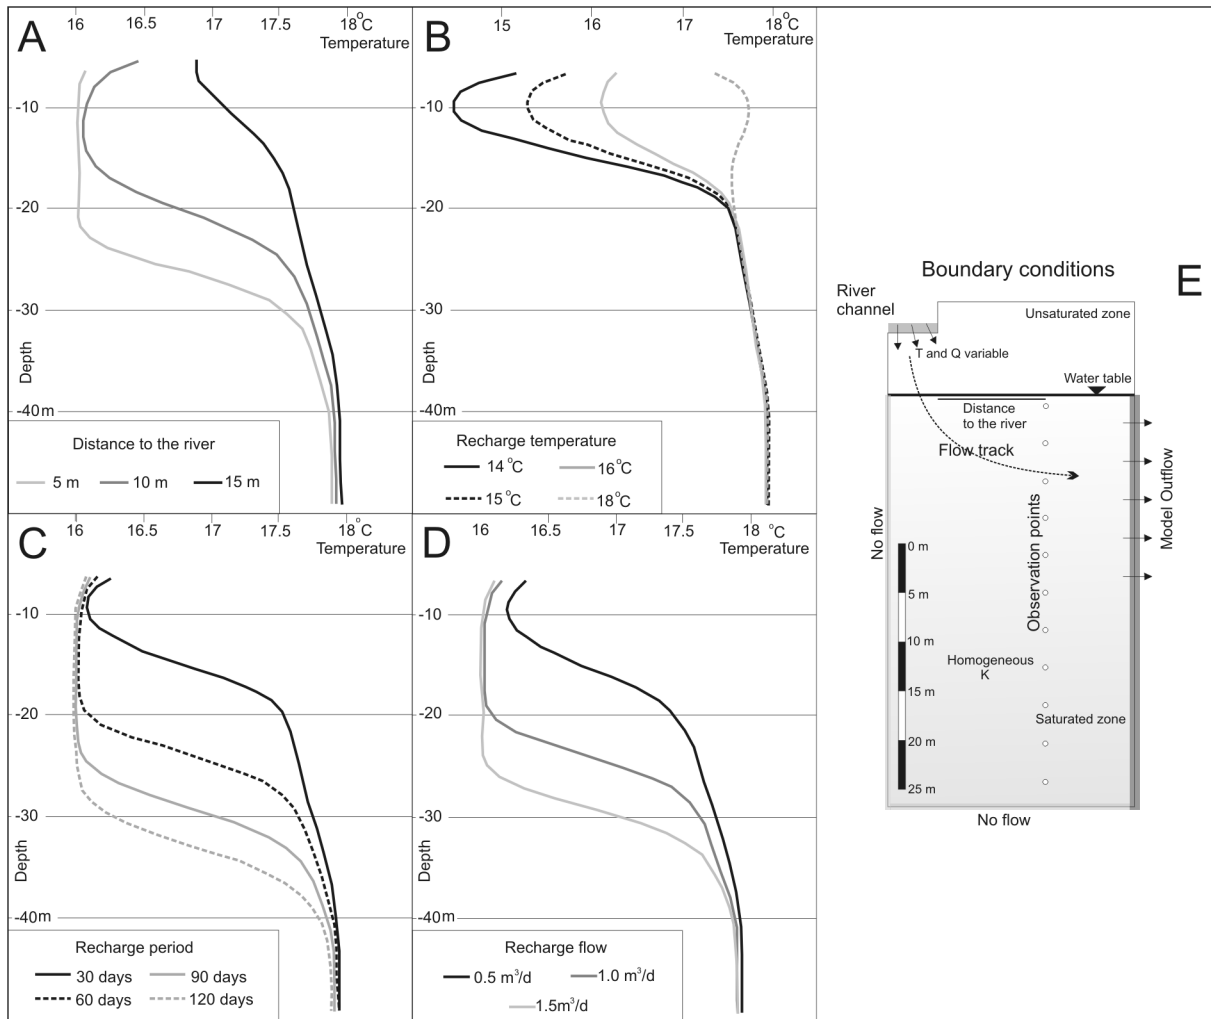 A
16 16.5 17 17.5 18°C
Temperature
-10
-20
-30
Depth
-40m
Distance to the river
5 m 10 m 15 m
B
15 16 17 18°C
Temperature
-10
-20
-30
Depth
-40m
Recharge temperature
14 °C 16°C
15 °C 18°C
C
16 16.5 17 17.5 18 °C
Temperature
-10
-20
-30
Depth
-40m
Recharge period
30 days 90 days
60 days 120 days
D
16 16.5 17 17.5 18 °C
Temperature
-10
-20
-30
Depth
-40m
Recharge flow
0.5 m³/d 1.0 m³/d
1.5m³/d
E
Boundary conditions
River
channel
Unsaturated zone
T and Q variable
Water table
Distance
to the river
Flow track
Observation points
Model Outflow
No flow
0 m
5 m
10 m
15 m
20 m
25 m
Homogeneous
K
Saturated zone
No flow